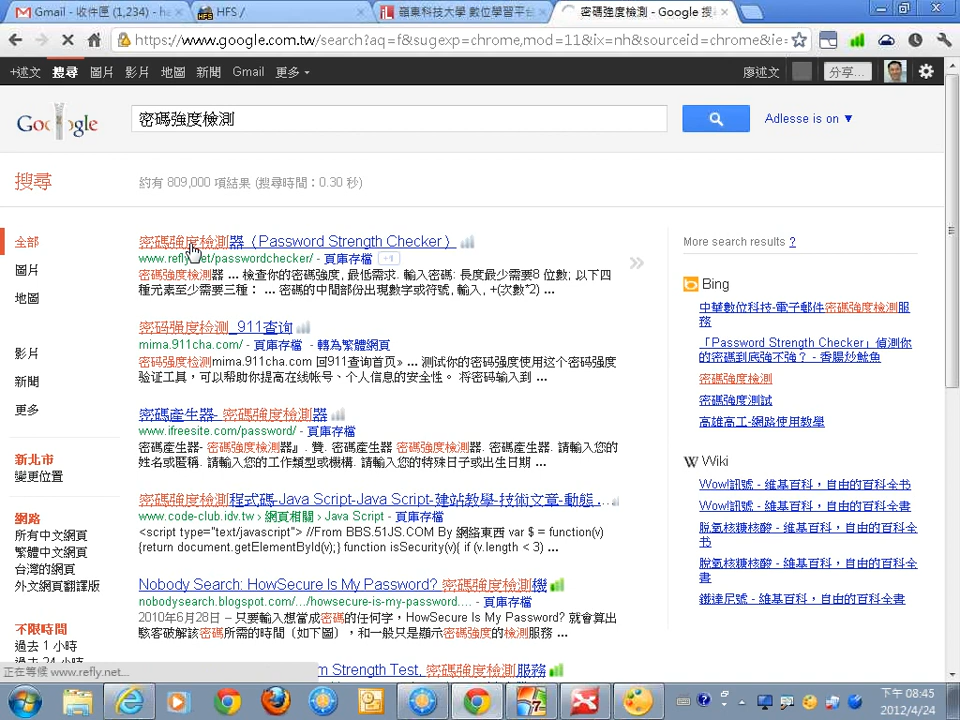 Gmail - 收件匣 (1,234) - ha
HFS /
嶺東科技大學 數位學習平台
密碼強度檢測 - Google 搜
https://www.google.com.tw/search?aq=f&sugexp=chrome,mod=11&ix=nh&sourceid=chrome&ie=
+述文 搜尋 圖片 影片 地圖 新聞 Gmail 更多
廖述文 分享...
Google
密碼強度檢測
Adlesse is on ▼
搜尋
約有 809,000 項結果 (搜尋時間：0.30 秒)
全部
圖片
地圖
影片
新聞
更多
新北市
變更位置
網路
所有中文網頁
繁體中文網頁
台灣的網頁
外文網頁翻譯版
不限時間
過去 1 小時
過去 24 小時
密碼強度檢測器（Password Strength Checker）
www.refly.net/passwordchecker/ - 頁庫存檔 +1
密碼強度檢測器 ... 檢查你的密碼強度, 最低需求. 輸入密碼: 長度最少需要8 位數; 以下四
種元素至少需要三種： ... 密碼的中間部份出現數字或符號, 輸入, +(次數*2) ...
密码强度检测_911查询
mima.911cha.com/ - 頁庫存檔 - 轉為繁體網頁
密码强度检测mima.911cha.com 回911查询首页» ... 测试你的密码强度使用这个密码强度
验证工具，可以帮助你提高在线帐号、个人信息的安全性。 将密码输入到 ...
密碼產生器- 密碼強度檢測器
www.ifreesite.com/password/ - 頁庫存檔
密碼產生器- 密碼強度檢測器』. 贊. 密碼產生器 密碼強度檢測器. 密碼產生器. 請輸入您的
姓名或匿稱. 請輸入您的工作類型或機構. 請輸入您的特殊日子或出生日期 ...
密碼強度檢測程式碼-Java Script-Java Script-建站教學-技術文章-動態 ...
www.code-club.idv.tw › 網頁相關 › Java Script - 頁庫存檔
<script type="text/javascript"> //From BBS.51JS.COM By 網絡東西 var $ = function(v)
{return document.getElementById(v);} function isSecurity(v){ if (v.length < 3) ...
Nobody Search: HowSecure Is My Password? 密碼強度檢測機
nobodysearch.blogspot.com/.../howsecure-is-my-password.... - 頁庫存檔
2010年6月28日 – 只要輸入想當成密碼的任何字，HowSecure Is My Password? 就會算出
駭客破解該密碼所需的時間（如下圖），和一般只是顯示密碼強度的檢測服務 ...
m Strength Test, 密碼強度檢測服務
More search results ?
Bing
中華數位科技-電子郵件密碼強度檢測服
務
「Password Strength Checker」偵測你
的密碼到底強不強？ - 香腸炒魷魚
密碼強度檢測
密碼強度測試
高雄高工-網路使用教學
Wiki
Wow!訊號 - 維基百科，自由的百科全书
Wow!訊號 - 維基百科，自由的百科全書
脫氧核糖核酸 - 維基百科，自由的百科全
书
脫氧核糖核酸 - 維基百科，自由的百科全
書
鐵達尼號 - 維基百科，自由的百科全書
正在等候 www.refly.net...
下午 08:45
2012/4/24